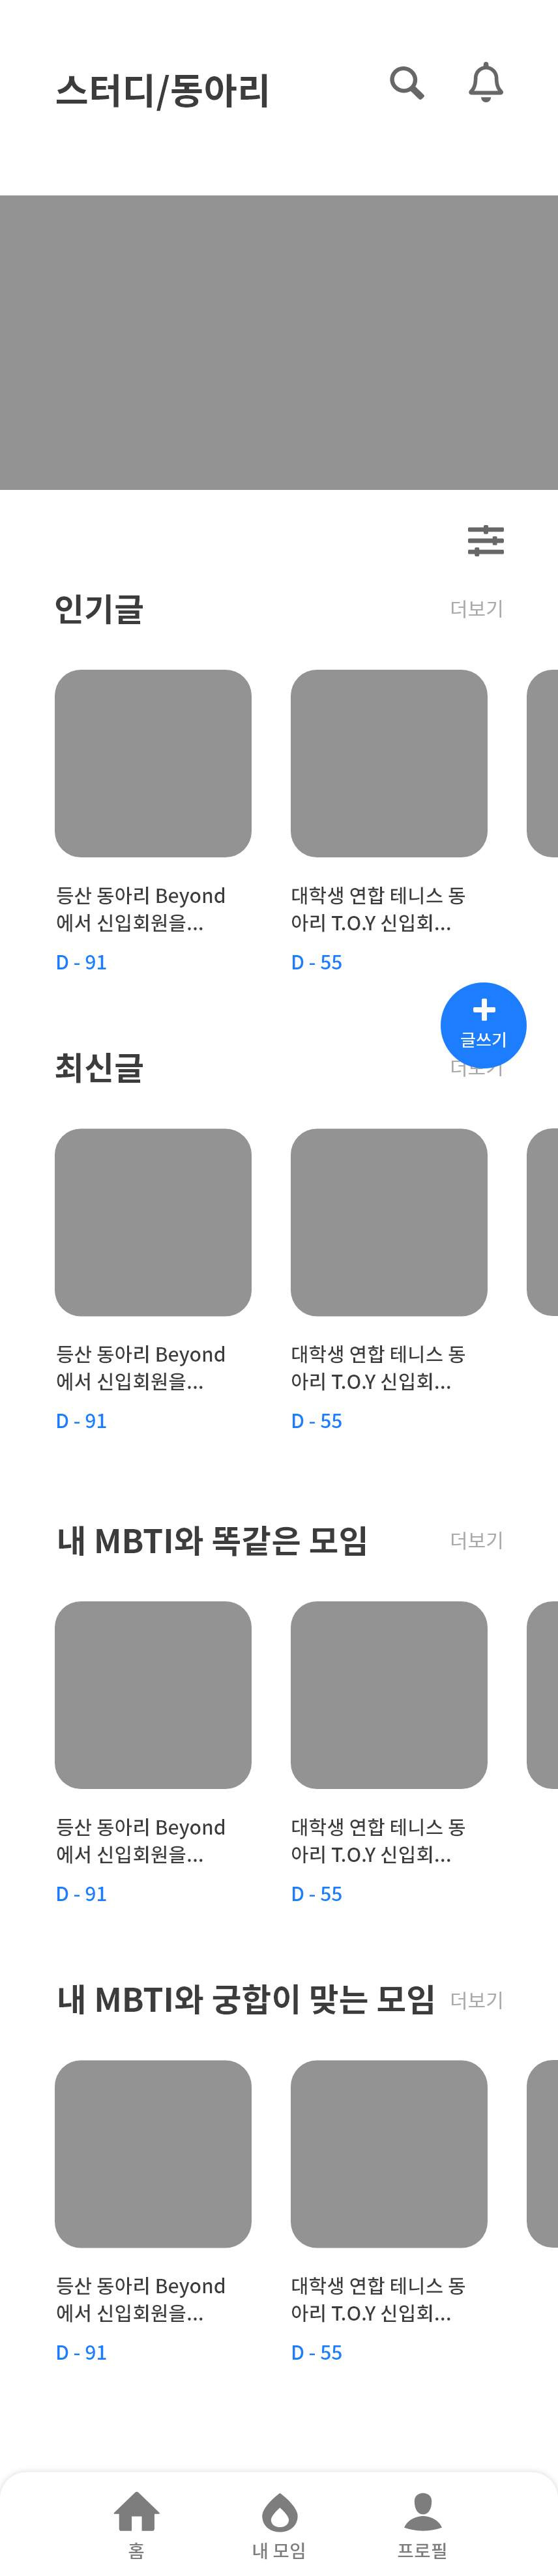 스터디/동아리
인기글
더보기
등산 동아리 Beyond
에서 신입회원을...
D - 91
대학생 연합 테니스 동
아리 T.O.Y 신입회...
D - 55
글쓰기
최신글
더보기
등산 동아리 Beyond
에서 신입회원을...
D - 91
대학생 연합 테니스 동
아리 T.O.Y 신입회...
D - 55
내 MBTI와 똑같은 모임
더보기
등산 동아리 Beyond
에서 신입회원을...
D - 91
대학생 연합 테니스 동
아리 T.O.Y 신입회...
D - 55
내 MBTI와 궁합이 맞는 모임
더보기
등산 동아리 Beyond
에서 신입회원을...
D - 91
대학생 연합 테니스 동
아리 T.O.Y 신입회...
D - 55
홈
내 모임
프로필